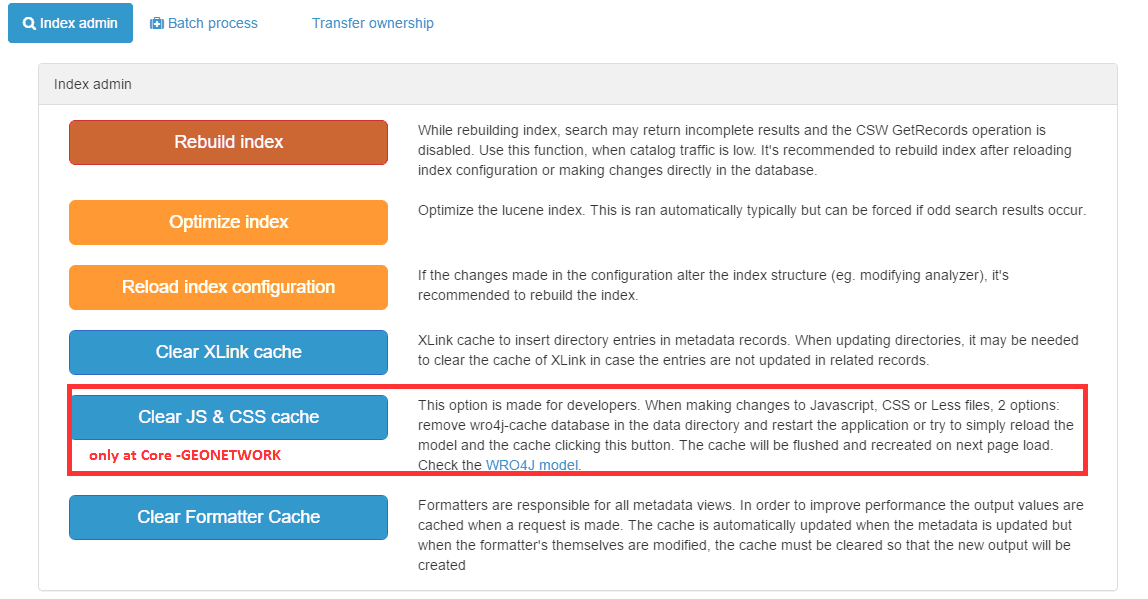 Index admin
Batch process
Transfer ownership
Index admin
Rebuild index
While rebuilding index, search may return incomplete results and the CSW GetRecords operation is
disabled. Use this function, when catalog traffic is low. It's recommended to rebuild index after reloading
index configuration or making changes directly in the database.
Optimize index
Optimize the lucene index. This is ran automatically typically but can be forced if odd search results occur.
Reload index configuration
If the changes made in the configuration alter the index structure (eg. modifying analyzer), it's
recommended to rebuild the index.
Clear XLink cache
XLink cache to insert directory entries in metadata records. When updating directories, it may be needed
to clear the cache of XLink in case the entries are not updated in related records.
Clear JS & CSS cache
only at Core -GEONETWORK
This option is made for developers. When making changes to Javascript, CSS or Less files, 2 options:
remove wro4j-cache database in the data directory and restart the application or try to simply reload the
model and the cache clicking this button. The cache will be flushed and recreated on next page load.
Check the WRO4J model.
Clear Formatter Cache
Formatters are responsible for all metadata views. In order to improve performance the output values are
cached when a request is made. The cache is automatically updated when the metadata is updated but
when the formatter's themselves are modified, the cache must be cleared so that the new output will be
created